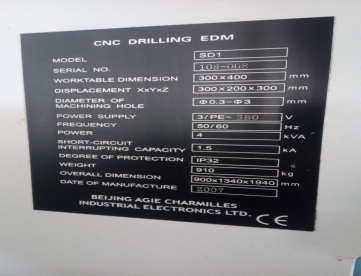 CNC DRILLING EDM
MODEL SD1
SERIAL NO. 108-008
WORKTABLE DIMENSION 300×400 mm
DISPLACEMENT XxYxZ 300×200×300 mm
DIAMETER OF
MACHINING HOLE Φ0.3-Φ3 mm
POWER SUPPLY 3/PE- 380 V
FREQUENCY 50/60 Hz
POWER 4 kVA
SHORT-CIRCUIT
INTERRUPTING CAPACITY 1.5 kA
DEGREE OF PROTECTION IP32
WEIGHT 910 kg
OVERALL DIMENSION 900×1340×1940 mm
DATE OF MANUFACTURE 2007
BEIJING AGIE CHARMILLES
INDUSTRIAL ELECTRONICS LTD. CE